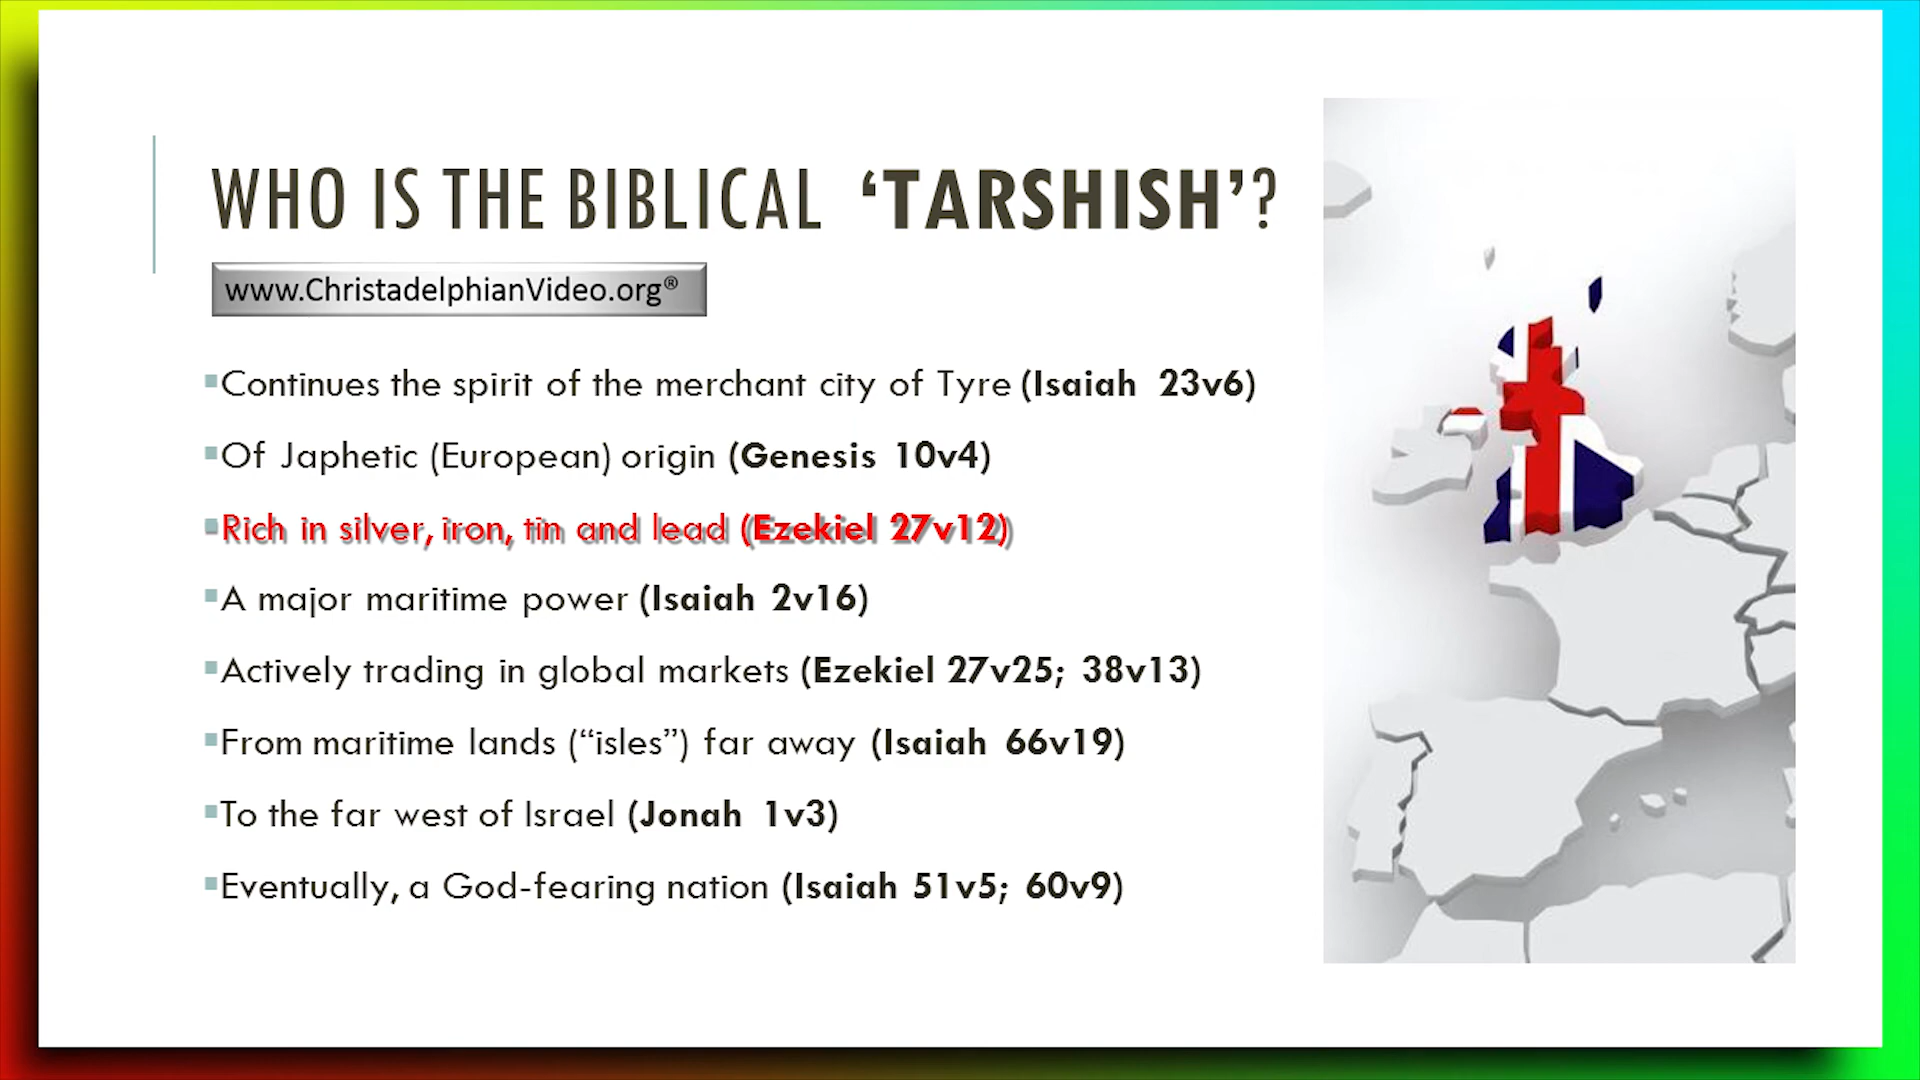 WHO IS THE BIBLICAL ‘TARSHISH’?
www.ChristadelphianVideo.org®
▪Continues the spirit of the merchant city of Tyre (Isaiah 23v6)
▪Of Japhetic (European) origin (Genesis 10v4)
▪Rich in silver, iron, tin and lead (Ezekiel 27v12)
▪A major maritime power (Isaiah 2v16)
▪Actively trading in global markets (Ezekiel 27v25; 38v13)
▪From maritime lands (“isles”) far away (Isaiah 66v19)
▪To the far west of Israel (Jonah 1v3)
▪Eventually, a God-fearing nation (Isaiah 51v5; 60v9)